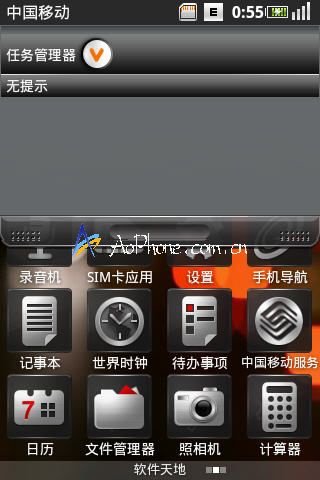 中国移动 E 0:55
任务管理器
无提示
AoPhone.com.cn
录音机 SIM卡应用 设置 手机导航
记事本 世界时钟 待办事项 中国移动服务
7
日历 文件管理器 照相机 计算器
软件天地